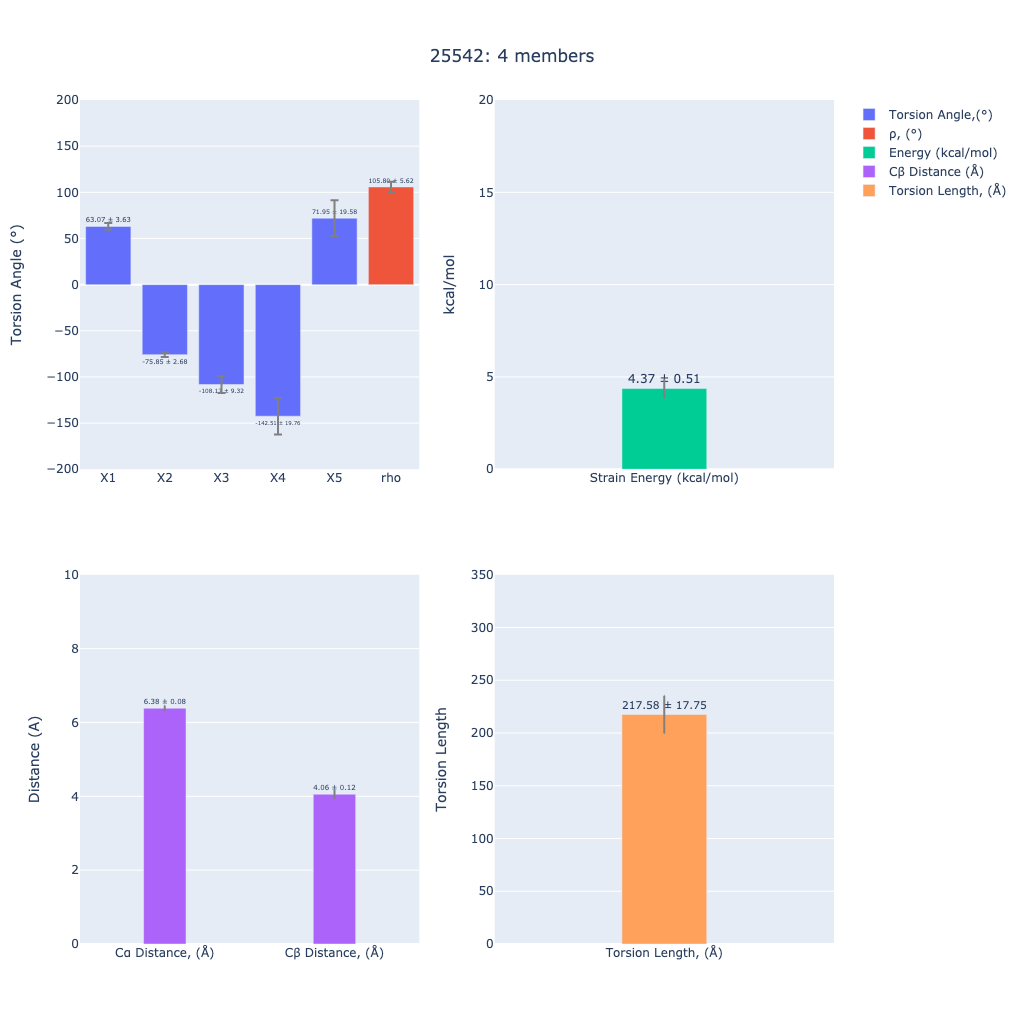 25542: 4 members
Torsion Angle,(°)
ρ, (°)
Energy (kcal/mol)
Cβ Distance (Å)
Torsion Length, (Å)
Torsion Angle (°)
200
150
100
50
0
−50
−100
−150
−200
63.07 ± 3.63
-75.85 ± 2.68
± 9.32
-142.51 ± 19.76
71.95 ± 19.58
± 5.62
X1
X2
X3
X4
X5
rho
kcal/mol
20
15
10
5
0
4.37 ± 0.51
Strain Energy (kcal/mol)
Distance (A)
10
8
6
4
2
0
6.38 ± 0.08
4.06 ± 0.12
Cα Distance, (Å)
Cβ Distance, (Å)
Torsion Length
350
300
250
200
150
100
50
0
217.58 ± 17.75
Torsion Length, (Å)